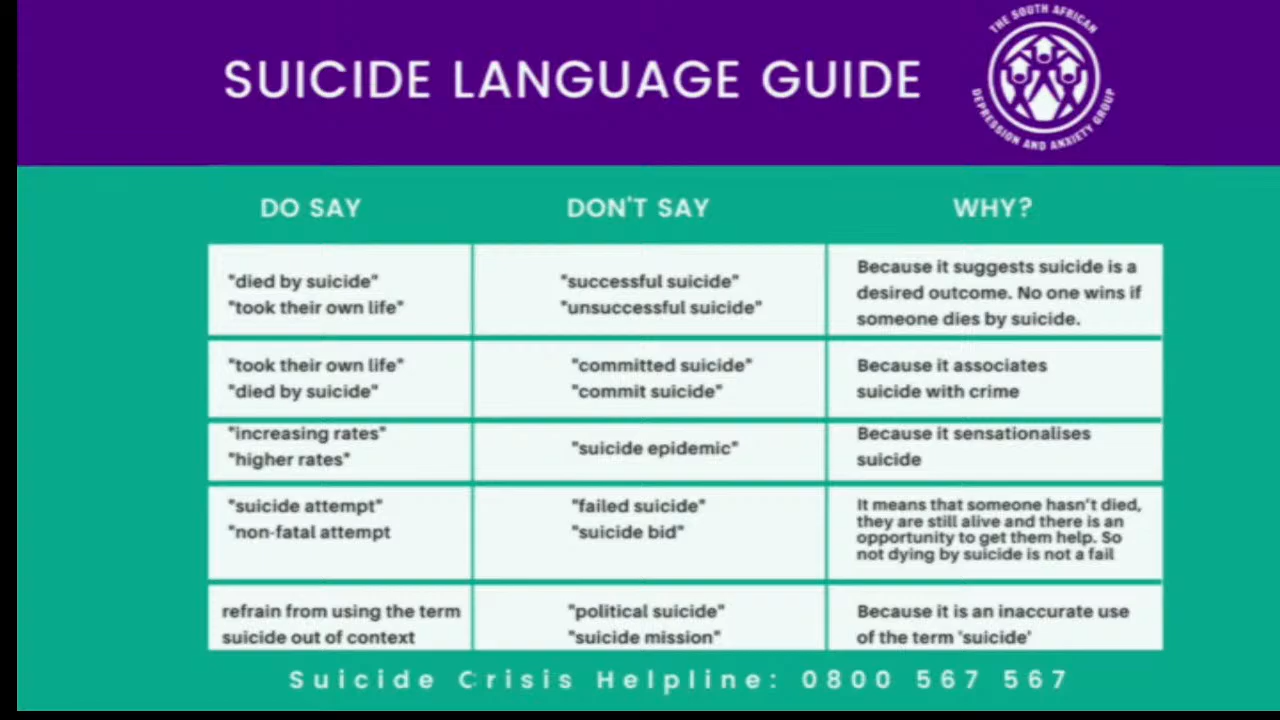 SUICIDE LANGUAGE GUIDE
THE SOUTH AFRICAN
DEPRESSION AND ANXIETY GROUP
DO SAY
DON'T SAY
WHY?
"died by suicide"
"took their own life"
"successful suicide"
"unsuccessful suicide"
Because it suggests suicide is a
desired outcome. No one wins if
someone dies by suicide.
"took their own life"
"died by suicide"
"committed suicide"
"commit suicide"
Because it associates
suicide with crime
"increasing rates"
"higher rates"
"suicide epidemic"
Because it sensationalises
suicide
"suicide attempt"
"non-fatal attempt
"failed suicide"
"suicide bid"
It means that someone hasn't died,
they are still alive and there is an
opportunity to get them help. So
not dying by suicide is not a fail
refrain from using the term
suicide out of context
"political suicide"
"suicide mission"
Because it is an inaccurate use
of the term 'suicide'
Suicide Crisis Helpline: 0800 567 567